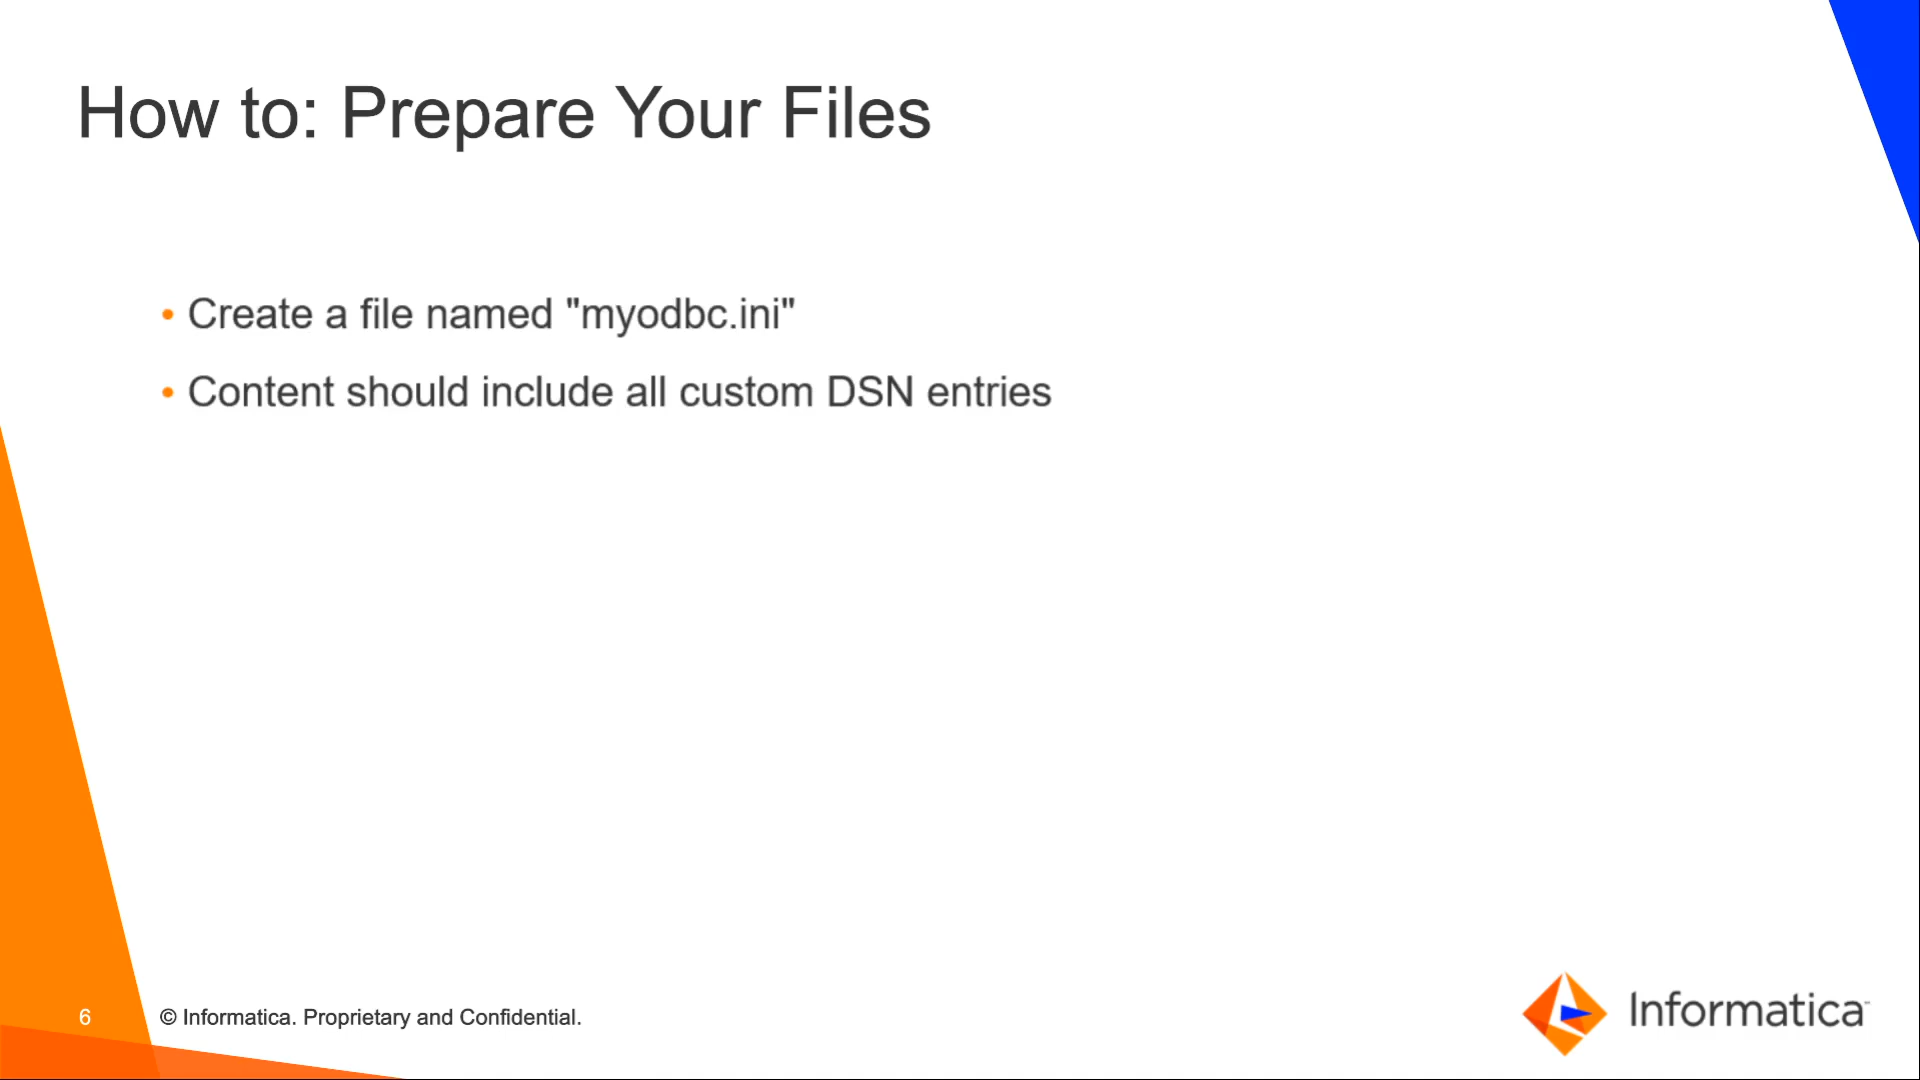 How to: Prepare Your Files
• Create a file named "myodbc.ini"
• Content should include all custom DSN entries
6
© Informatica. Proprietary and Confidential.
Informatica